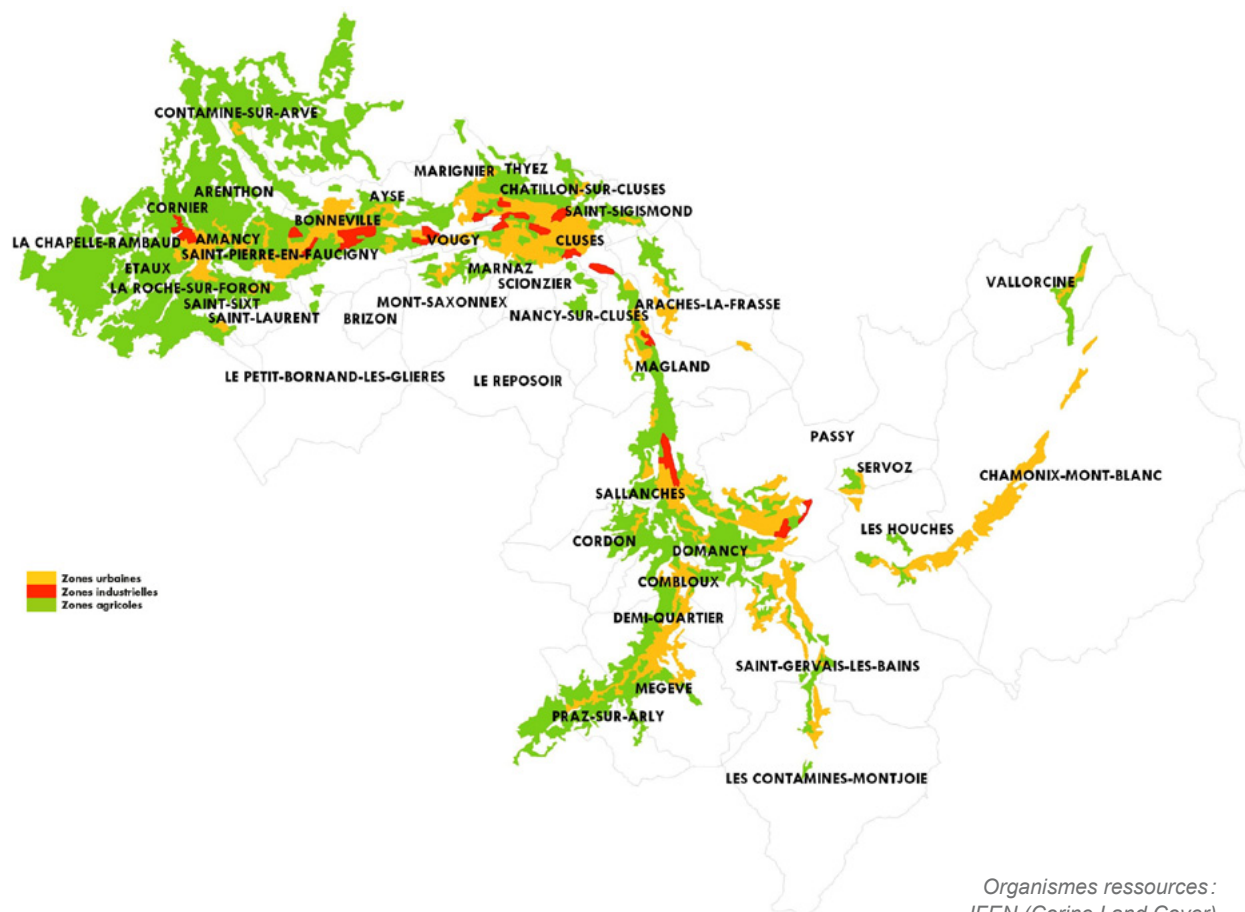 CONTAMINE-SUR-ARVE
MARIGNIER
THYEZ
ARENTHON
AYSE
CHATILLON-SUR-CLUSES
CORNIER
BONNEVILLE
SAINT-SIGISMOND
LA CHAPELLE-RAMBAUD
AMANCY
VOUGY
CLUSES
SAINT-PIERRE-EN-FAUCIGNY
ETAUX
MARNAZ
SCIONZIER
VALLORCINE
LA ROCHE-SUR-FORON
SAINT-SIXT
MONT-SAXONNEX
ARACHES-LA-FRASSE
SAINT-LAURENT
BRIZON
NANCY-SUR-CLUSES
MAGLAND
LE PETIT-BORNAND-LES-GLIERES
LE REPOSOIR
PASSY
SERVOZ
CHAMONIX-MONT-BLANC
SALLANCHES
LES HOUCHES
CORDON
DOMANCY
Zones urbaines
Zones industrielles
Zones agricoles
COMBLOUX
DEMI-QUARTIER
SAINT-GERVAIS-LES-BAINS
MEGEVE
PRAZ-SUR-ARLY
LES CONTAMINES-MONTJOIE
Organismes ressources :
IFEN (Corine Land Cover)